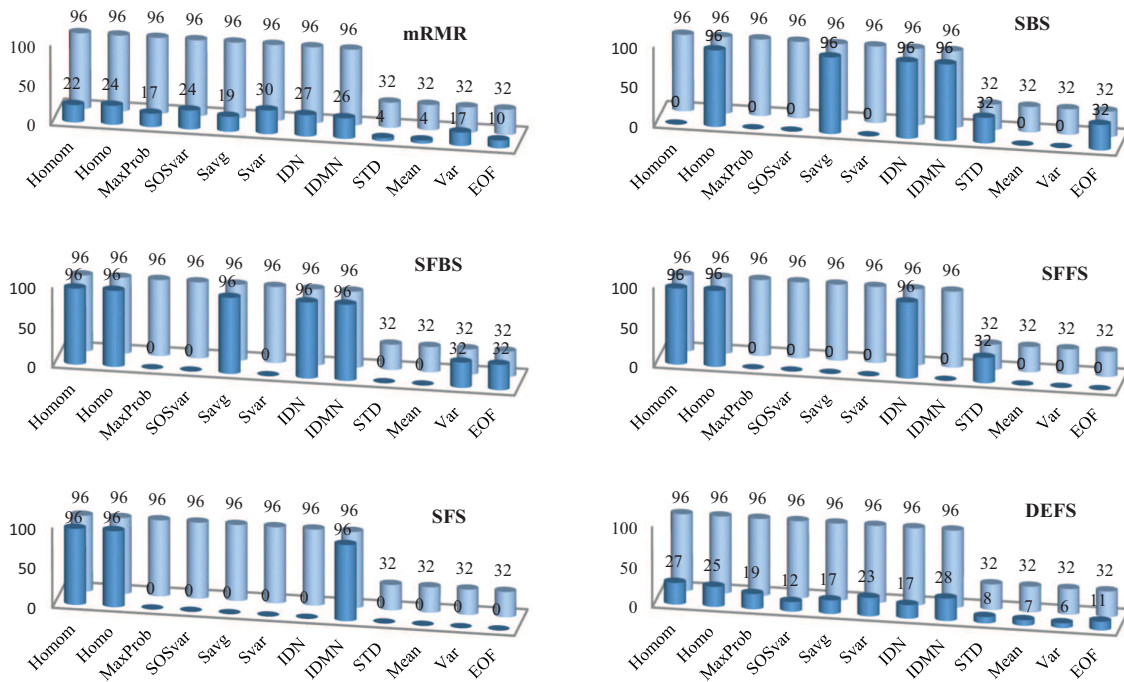 96 96 96 96 96 96 96 96 32 32 32 32
mRMR
100
50
0
22 24 17 24 19 30 27 26 4 4 17 10
Homom Homo MaxProb SOSvar Savg Svar IDN IDMN STD Mean Var EOF
96 96 96 96 96 96 96 96 32 32 32 32
SBS
100
50
0
0 96 0 0 96 0 96 96 32 0 0 32
Homom Homo MaxProb SOSvar Savg Svar IDN IDMN STD Mean Var EOF
96 96 96 96 96 96 96 96 32 32 32 32
SFBS
100
50
0
96 96 0 0 96 0 96 96 0 0 32 32
Homom Homo MaxProb SOSvar Savg Svar IDN IDMN STD Mean Var EOF
96 96 96 96 96 96 96 96 32 32 32 32
SFFS
100
50
0
96 96 0 0 0 0 96 0 32 0 0 0
Homom Homo MaxProb SOSvar Savg Svar IDN IDMN STD Mean Var EOF
96 96 96 96 96 96 96 96 32 32 32 32
SFS
100
50
0
96 96 0 0 0 0 0 96 0 0 0 0
Homom Homo MaxProb SOSvar Savg Svar IDN IDMN STD Mean Var EOF
96 96 96 96 96 96 96 96 32 32 32 32
DEFS
100
50
0
27 25 19 12 17 23 17 28 8 7 6 11
Homom Homo MaxProb SOSvar Savg Svar IDN IDMN STD Mean Var EOF